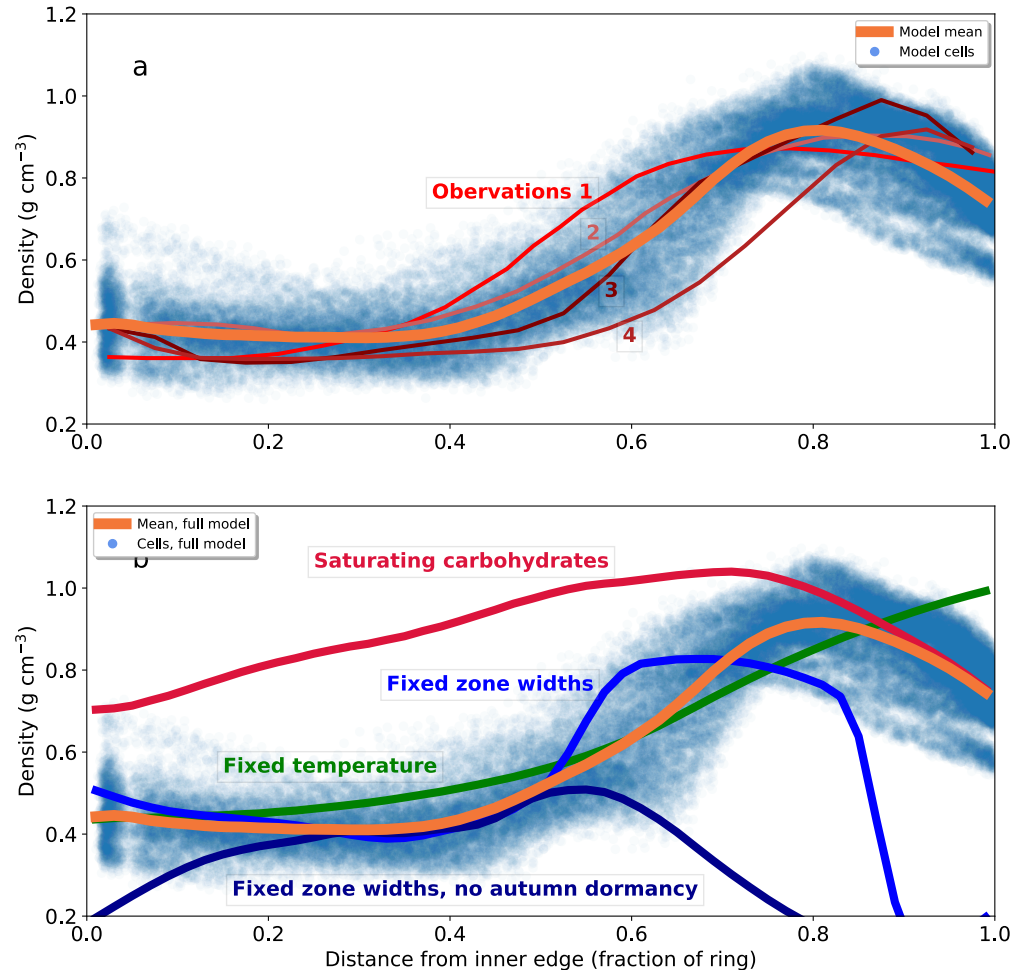 1.2
1.0
0.8
0.6
0.4
0.2
Density (g cm⁻³)
a
Model mean
Model cells
Obervations 1
2
3
4
0.0 0.2 0.4 0.6 0.8 1.0
1.2
1.0
0.8
0.6
0.4
0.2
Density (g cm⁻³)
Mean, full model
Cells, full model
b
Saturating carbohydrates
Fixed zone widths
Fixed temperature
Fixed zone widths, no autumn dormancy
0.0 0.2 0.4 0.6 0.8 1.0
Distance from inner edge (fraction of ring)